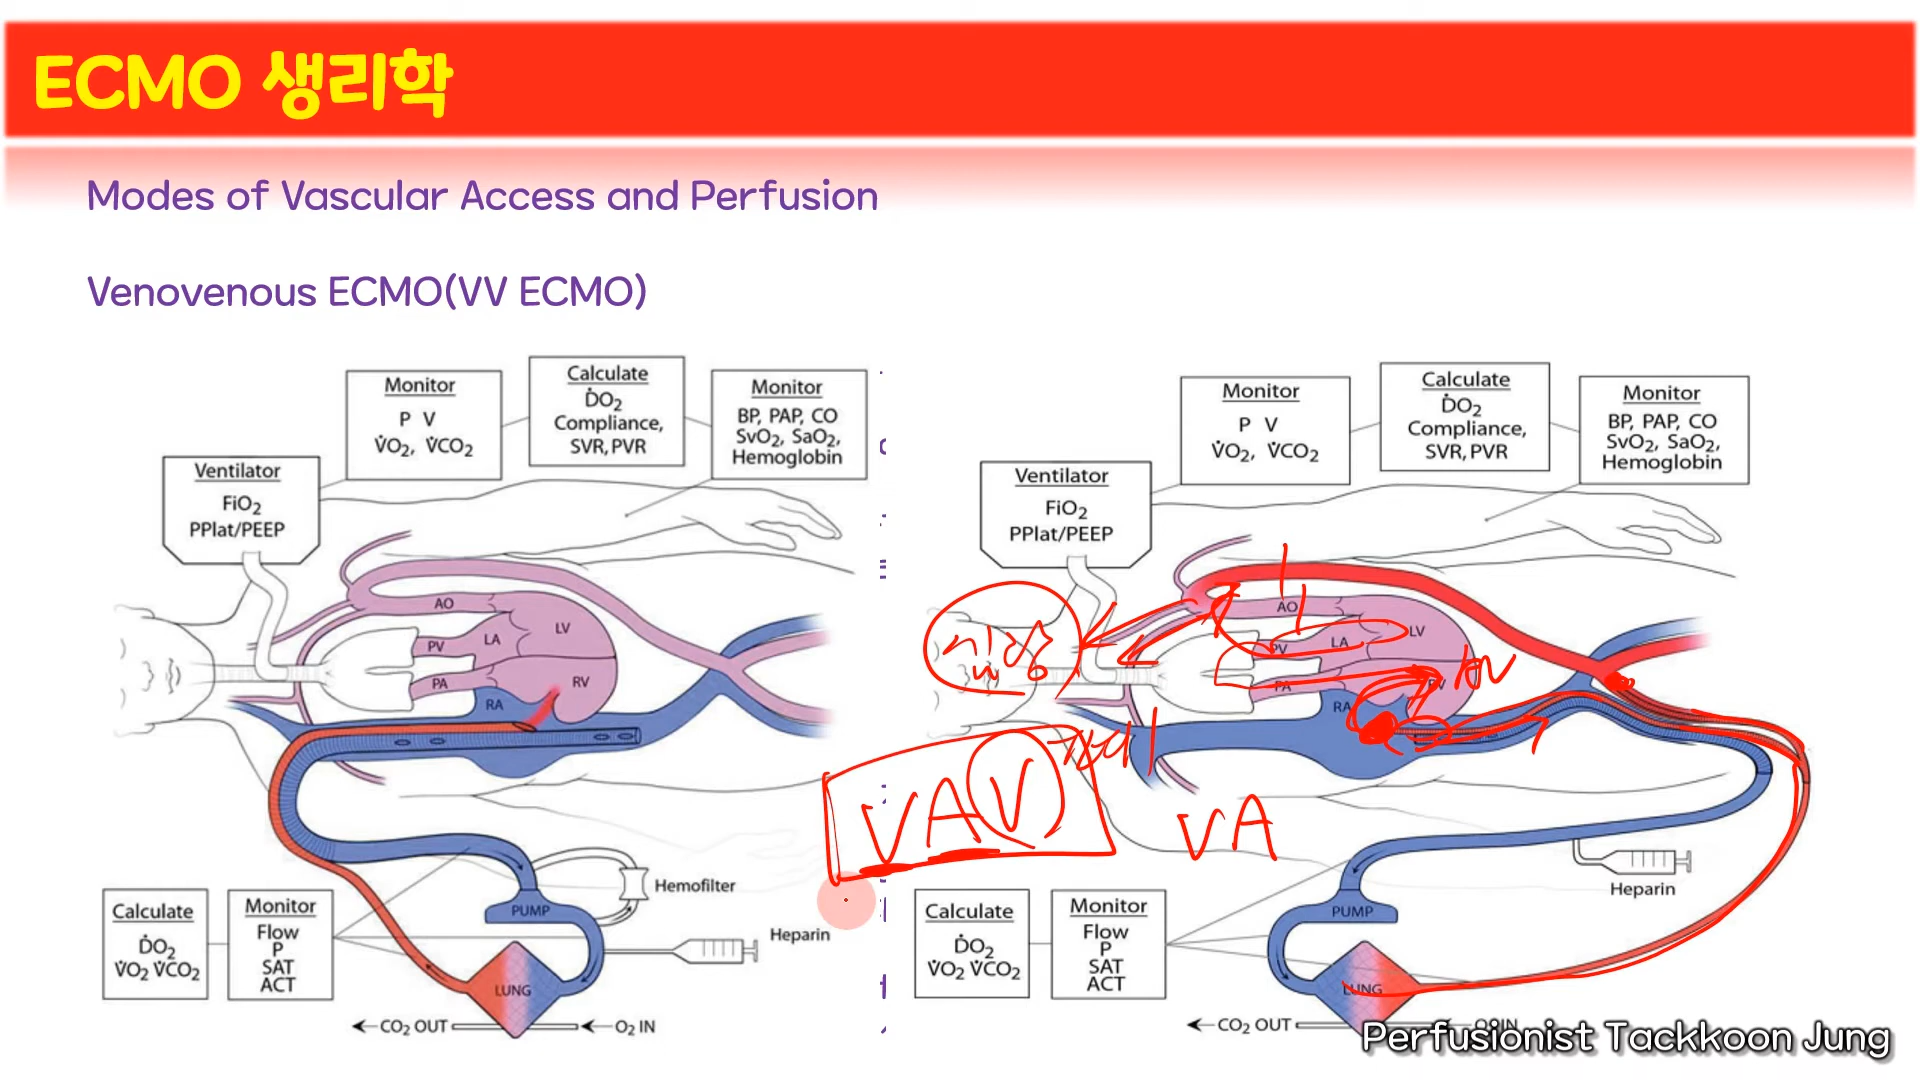 ECMO 생리학
Modes of Vascular Access and Perfusion
Venovenous ECMO(VV ECMO)
Monitor
P V
V̇O2, V̇CO2
Calculate
ḊO2
Compliance,
SVR, PVR
Monitor
BP, PAP, CO
SvO2, SaO2,
Hemoglobin
Ventilator
FiO2
PPlat/PEEP
AO
LV
LA
PV
PA
RV
RA
Calculate
ḊO2
V̇O2 V̇CO2
Monitor
Flow
P
SAT
ACT
PUMP
Hemofilter
Heparin
LUNG
CO2 OUT
O2 IN
Monitor
P V
V̇O2, V̇CO2
Calculate
ḊO2
Compliance,
SVR, PVR
Monitor
BP, PAP, CO
SvO2, SaO2,
Hemoglobin
Ventilator
FiO2
PPlat/PEEP
AO
LV
LA
PV
PA
RV
RA
VAV
VA
Calculate
ḊO2
V̇O2 V̇CO2
Monitor
Flow
P
SAT
ACT
PUMP
Heparin
LUNG
CO2 OUT
Perfusionist Tackkoon Jung